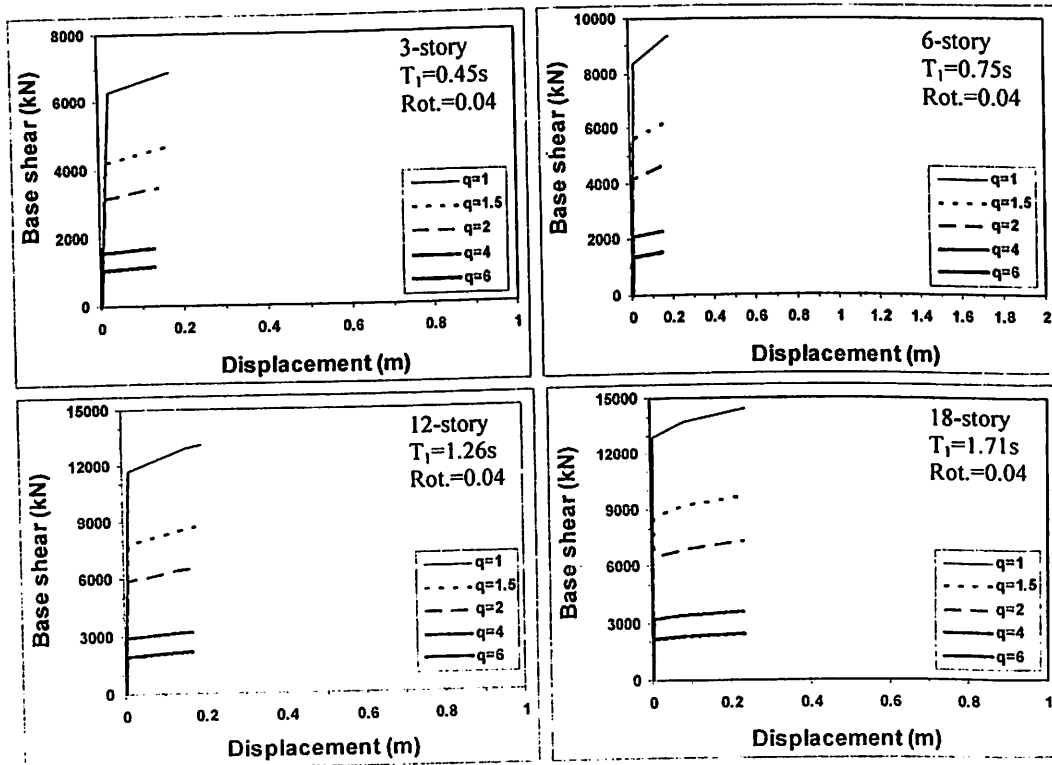 8000
6000
4000
2000
0
Base shear (kN)
3-story
T₁=0.45s
Rot.=0.04
q=1
q=1.5
q=2
q=4
q=6
0 0.2 0.4 0.6 0.8 1
Displacement (m)
10000
8000
6000
4000
2000
0
Base shear (kN)
6-story
T₁=0.75s
Rot.=0.04
q=1
q=1.5
q=2
q=4
q=6
0 0.2 0.4 0.6 0.8 1 1.2 1.4 1.6 1.8 2
Displacement (m)
15000
12000
9000
6000
3000
0
Base shear (kN)
12-story
T₁=1.26s
Rot.=0.04
q=1
q=1.5
q=2
q=4
q=6
0 0.2 0.4 0.6 0.8 1
Displacement (m)
15000
12000
9000
6000
3000
0
Base shear (kN)
18-story
T₁=1.71s
Rot.=0.04
q=1
q=1.5
q=2
q=4
q=6
0 0.2 0.4 0.6 0.8 1
Displacement (m)